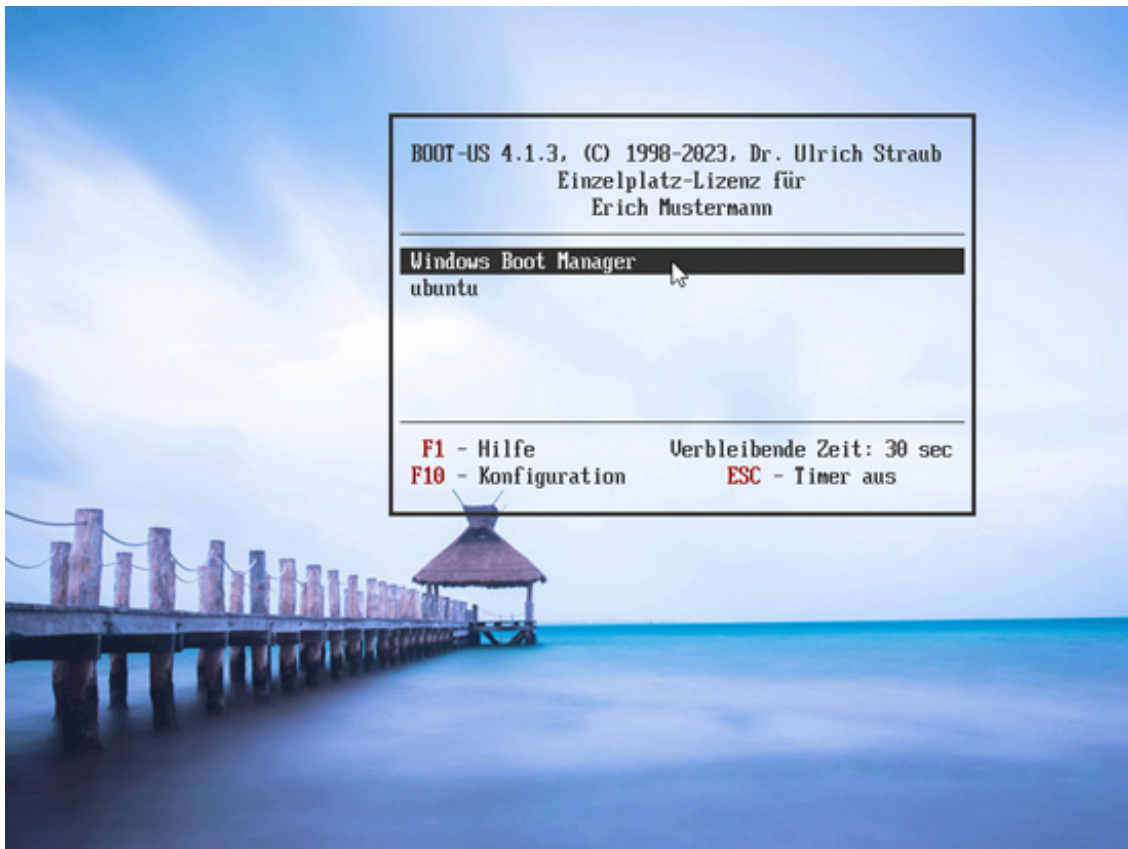 BOOT-US 4.1.3, (C) 1998-2023, Dr. Ulrich Straub
Einzelplatz-Lizenz für
Erich Mustermann
Windows Boot Manager
ubuntu
F1 - Hilfe
Verbleibende Zeit: 30 sec
F10 - Konfiguration
ESC - Timer aus